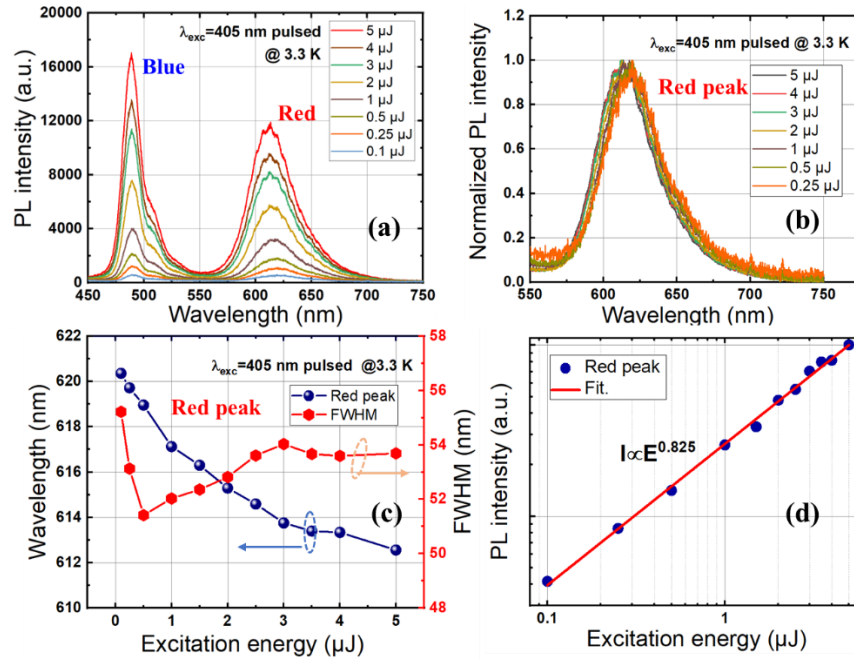 PL intensity (a.u.)
20000
16000
12000
8000
4000
0
450 500 550 600 650 700 750
Wavelength (nm)
λexc=405 nm pulsed
@ 3.3 K
Blue
Red
5 μJ
4 μJ
3 μJ
2 μJ
1 μJ
0.5 μJ
0.25 μJ
0.1 μJ
(a)
Normalized PL intensity
1.0
0.8
0.6
0.4
0.2
0.0
550 600 650 700 750
Wavelength (nm)
λexc=405 nm pulsed @ 3.3 K
Red peak
5 μJ
4 μJ
3 μJ
2 μJ
1 μJ
0.5 μJ
0.25 μJ
(b)
Wavelength (nm)
622
620
618
616
614
612
610
0 1 2 3 4 5
Excitation energy (μJ)
λexc=405 nm pulsed @3.3 K
Red peak
Red peak
FWHM
(c)
58
56
54
52
50
48
FWHM (nm)
PL intensity (a.u.)
Red peak
Fit.
I∝E^0.825
(d)
0.1 1
Excitation energy (μJ)